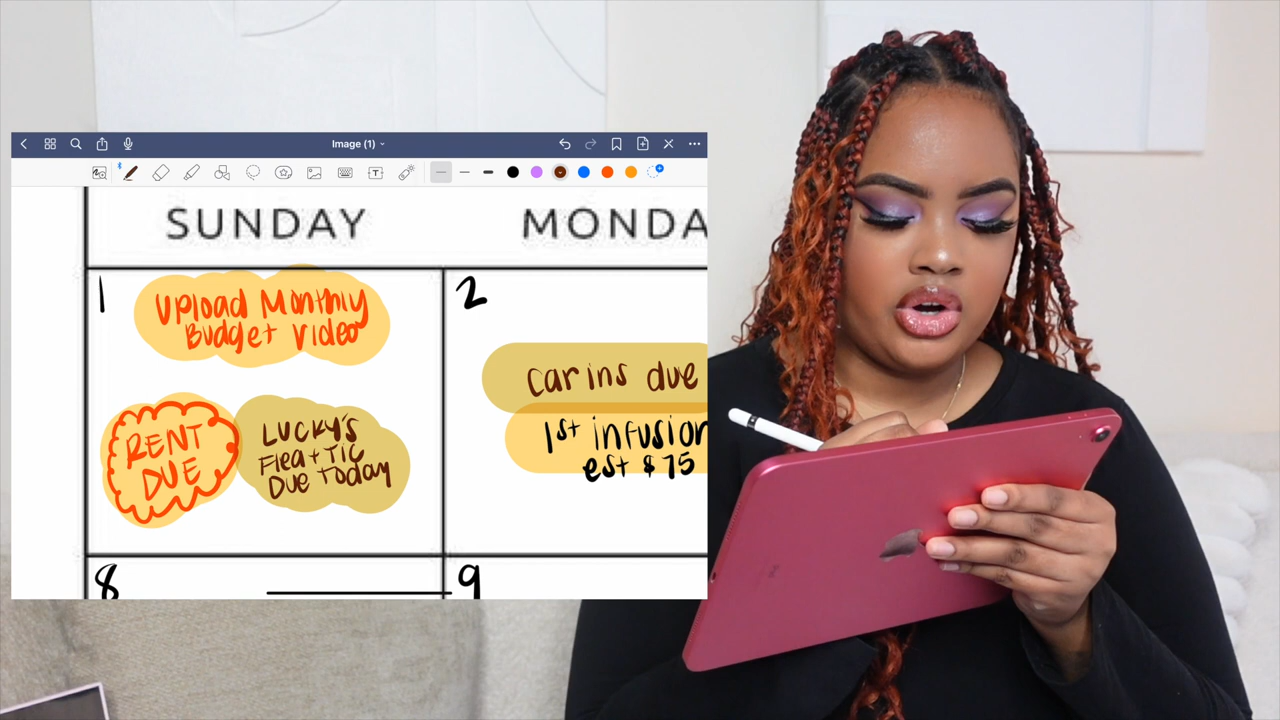 Image (1)
SUNDAY
MONDA
1
Upload Monthly
Budget Video
RENT
DUE
Lucky's
Flea + Tic
Due Today
2
Car ins due
1st infusion
est $75
8
9